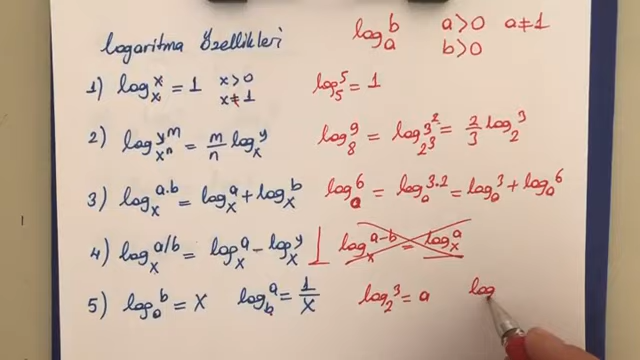 logaritma özellikleri log_a^b a>0 a≠1
b>0
1) log_x^x = 1 x>0 log_5^5 = 1
x≠1
2) log_{x^n}^{y^m} = m/n log_x^y log_8^9 = log_{2^3}^{3^2} = 2/3 log_2^3
3) log_x^{a.b} = log_x^a + log_x^b log_a^6 = log_a^{3.2} = log_a^3 + log_a^6
4) log_x^{a/b} = log_x^a - log_x^y log_x^{a-b} = log_x^a
5) log_a^b = x log_b^a = 1/x log_2^3 = a log